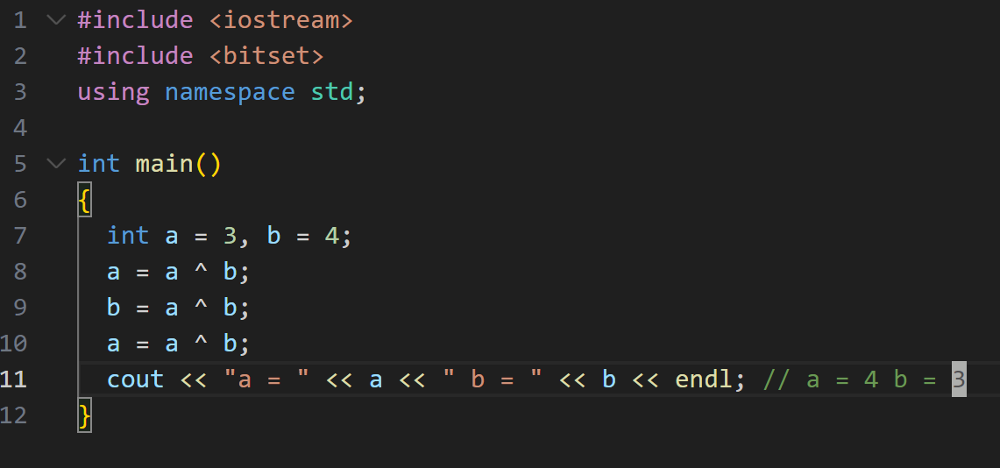 1 #include <iostream>
2 #include <bitset>
3 using namespace std;
4
5 int main()
6 {
7   int a = 3, b = 4;
8   a = a ^ b;
9   b = a ^ b;
10   a = a ^ b;
11   cout << "a = " << a << " b = " << b << endl; // a = 4 b = 3
12 }